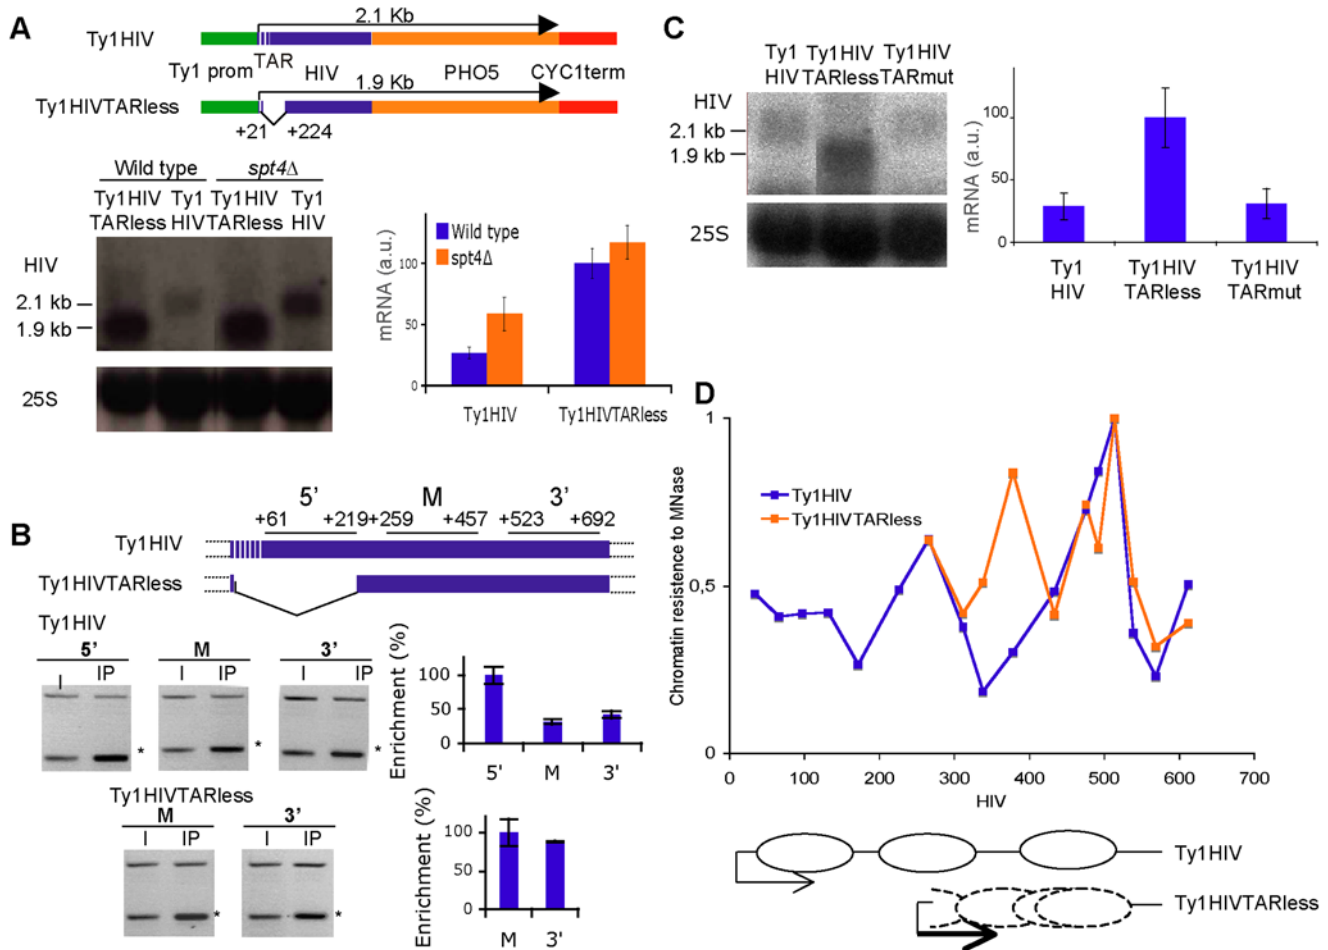 A
2.1 Kb
Ty1HIV
TAR
Ty1 prom
HIV
PHO5
CYC1term
1.9 Kb
Ty1HIVTARless
+21
+224
Wild type
spt4Δ
Ty1HIV Ty1 Ty1HIV Ty1
TARless HIV TARless HIV
HIV
2.1 kb
1.9 kb
25S
mRNA (a.u.)
Wild type
spt4Δ
100
50
0
Ty1HIV
Ty1HIVTARless
B
5’ M 3’
+61 +219 +259 +457 +523 +692
Ty1HIV
Ty1HIVTARless
Ty1HIV
5’ M 3’
I IP I IP I IP
* * *
Enrichment (%)
100
50
0
5' M 3'
Ty1HIVTARless
M 3’
I IP I IP
* *
Enrichment (%)
100
50
0
M 3'
C
Ty1 Ty1HIV Ty1HIV
HIV TARless TARmut
HIV
2.1 kb
1.9 kb
25S
mRNA (a.u.)
100
50
0
Ty1 Ty1HIV Ty1HIV
HIV TARless TARmut
D
Chromatin resistence to MNase
1
0,5
0
Ty1HIV
Ty1HIVTARless
0 100 200 300 400 500 600 700
HIV
Ty1HIV
Ty1HIVTARless